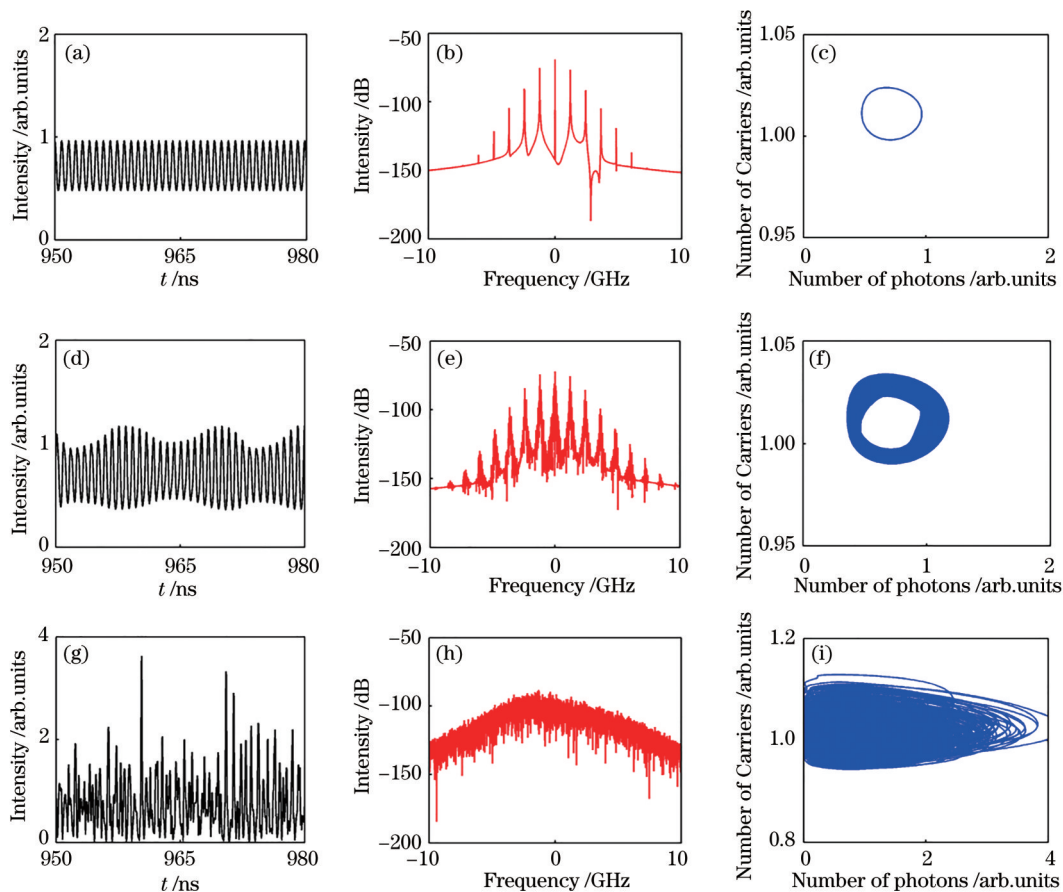 (a)
2
1
0
950
965
980
Intensity /arb.units
t /ns
(b)
−50
−100
−150
−200
−10
0
10
Intensity /dB
Frequency /GHz
(c)
1.05
1.00
0.95
0
1
2
Number of Carriers /arb.units
Number of photons /arb.units
(d)
2
1
0
950
965
980
Intensity /arb.units
t /ns
(e)
−50
−100
−150
−200
−10
0
10
Intensity /dB
Frequency /GHz
(f)
1.05
1.00
0.95
0
1
2
Number of Carriers /arb.units
Number of photons /arb.units
(g)
4
2
0
950
965
980
Intensity /arb.units
t /ns
(h)
−50
−100
−150
−200
−10
0
10
Intensity /dB
Frequency /GHz
(i)
1.2
1.0
0.8
0
2
4
Number of Carriers /arb.units
Number of photons /arb.units